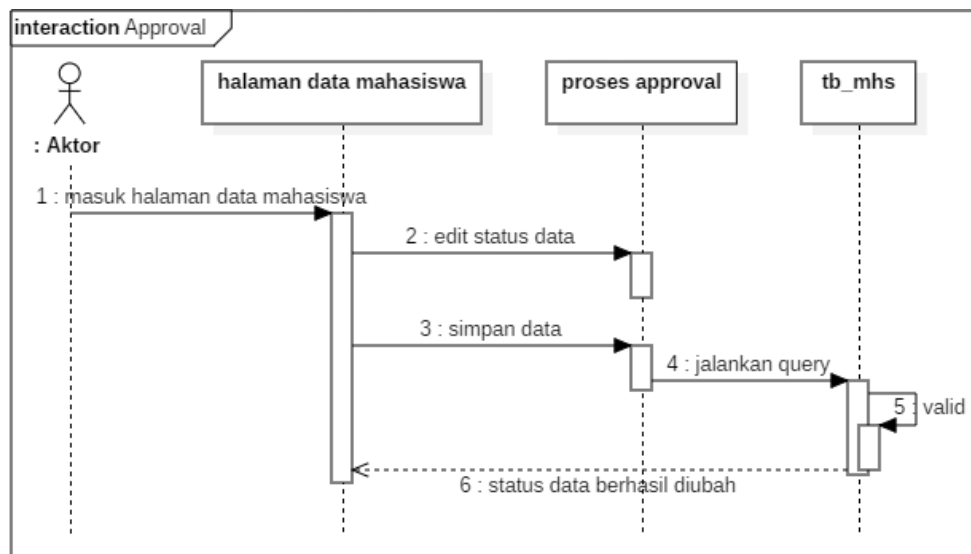 interaction Approval
halaman data mahasiswa
proses approval
tb_mhs
: Aktor
1 : masuk halaman data mahasiswa
2 : edit status data
3 : simpan data
4 : jalankan query
5 : valid
6 : status data berhasil diubah